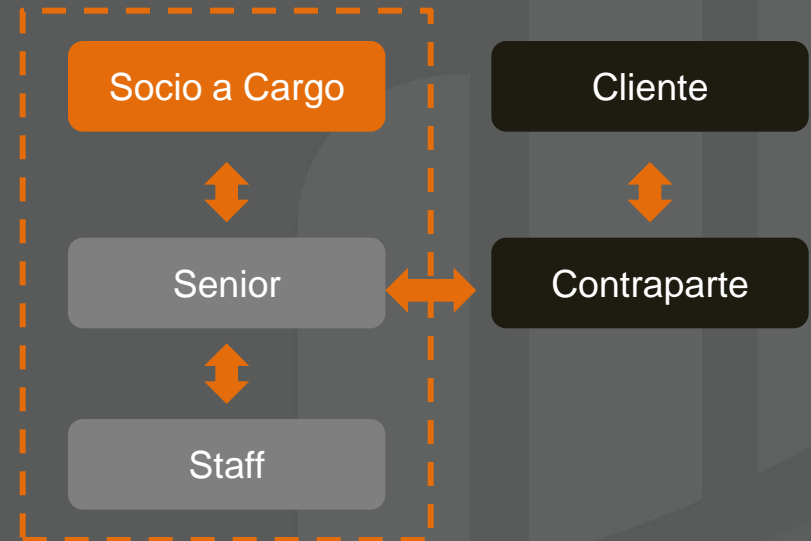 Socio a Cargo
Cliente
Senior
Contraparte
Staff